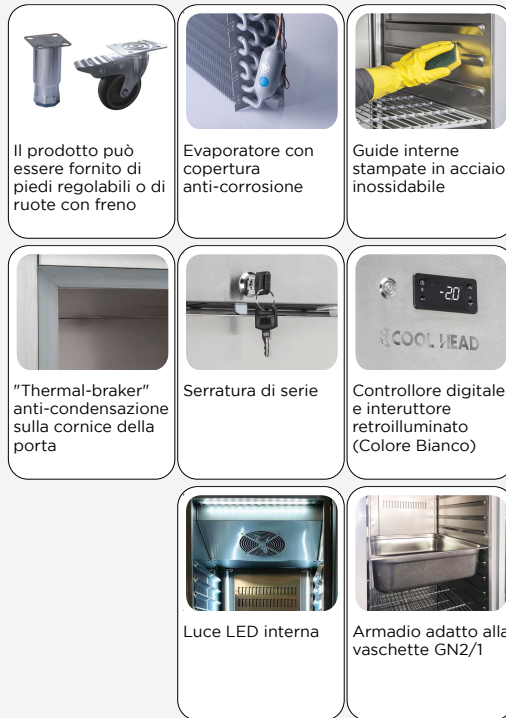 Il prodotto può
essere fornito di
piedi regolabili o di
ruote con freno
Evaporatore con
copertura
anti-corrosione
Guide interne
stampate in acciaio
inossidabile
"Thermal-braker"
anti-condensazione
sulla cornice della
porta
Serratura di serie
-2.0
COOL HEAD
Controllore digitale
e interuttore
retroilluminato
(Colore Bianco)
Luce LED interna
Armadio adatto alla
vaschette GN2/1